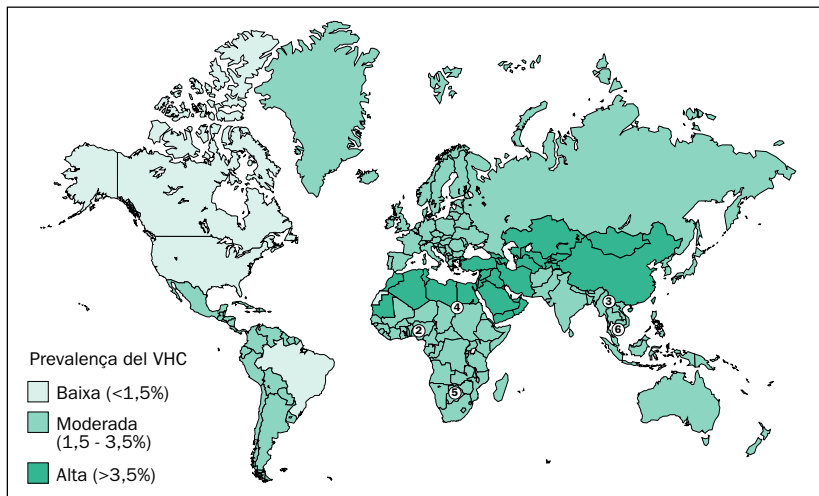 3
4
2
6
5
Prevalença del VHC
Baixa (<1,5%)
Moderada
(1,5 - 3,5%)
Alta (>3,5%)